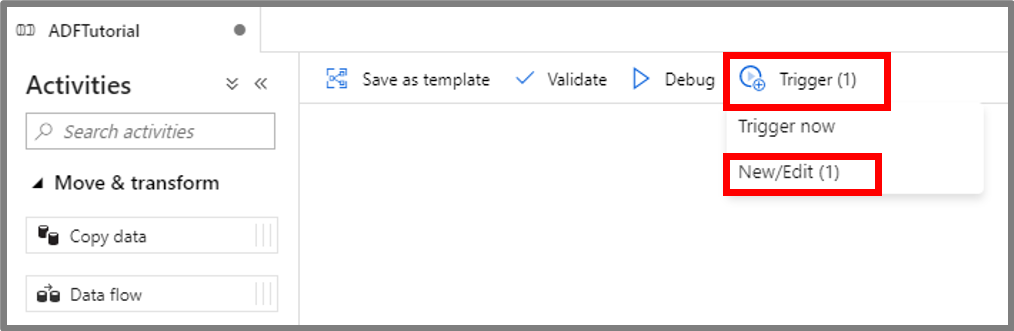 ADFTutorial
Activities
Search activities
Move & transform
Copy data
Data flow
Save as template
Validate
Debug
Trigger (1)
Trigger now
New/Edit (1)